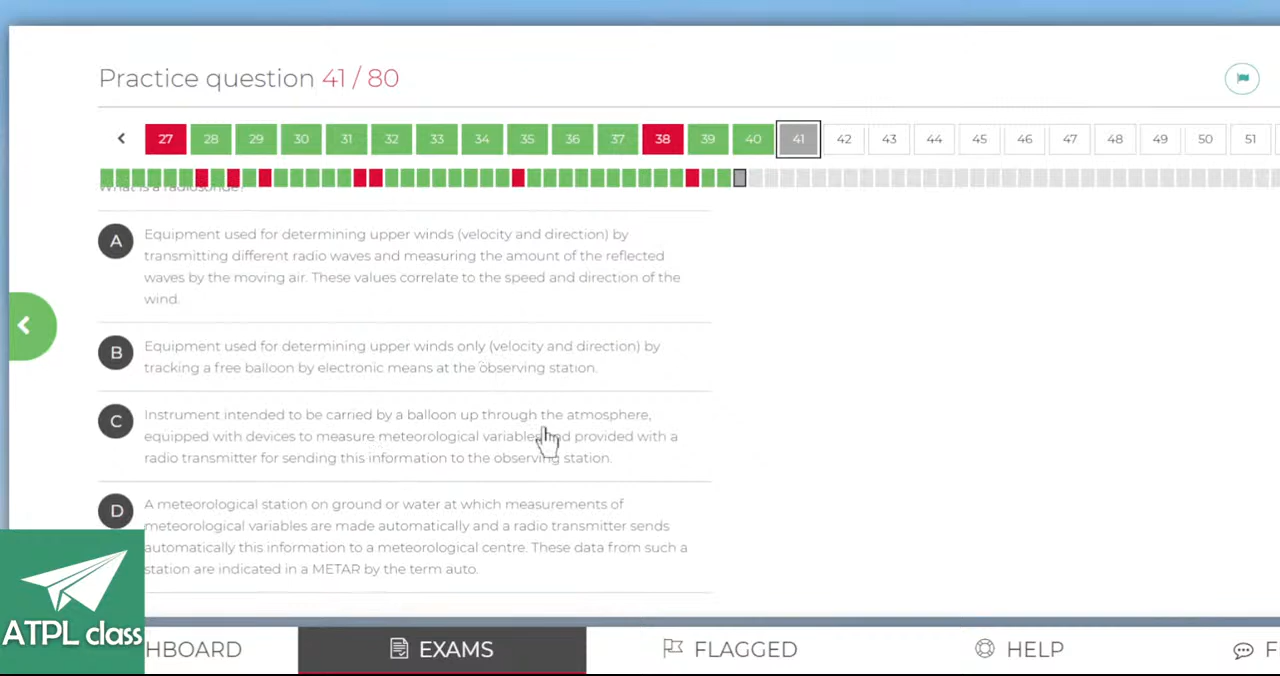 Practice question 41 / 80
27 28 29 30 31 32 33 34 35 36 37 38 39 40 41 42 43 44 45 46 47 48 49 50 51
What is a radiosonde?
A Equipment used for determining upper winds (velocity and direction) by
transmitting different radio waves and measuring the amount of the reflected
waves by the moving air. These values correlate to the speed and direction of the
wind.
B Equipment used for determining upper winds only (velocity and direction) by
tracking a free balloon by electronic means at the observing station.
C Instrument intended to be carried by a balloon up through the atmosphere,
equipped with devices to measure meteorological variables and provided with a
radio transmitter for sending this information to the observing station.
D A meteorological station on ground or water at which measurements of
meteorological variables are made automatically and a radio transmitter sends
automatically this information to a meteorological centre. These data from such a
station are indicated in a METAR by the term auto.
ATPL class
HBOARD EXAMS FLAGGED HELP F